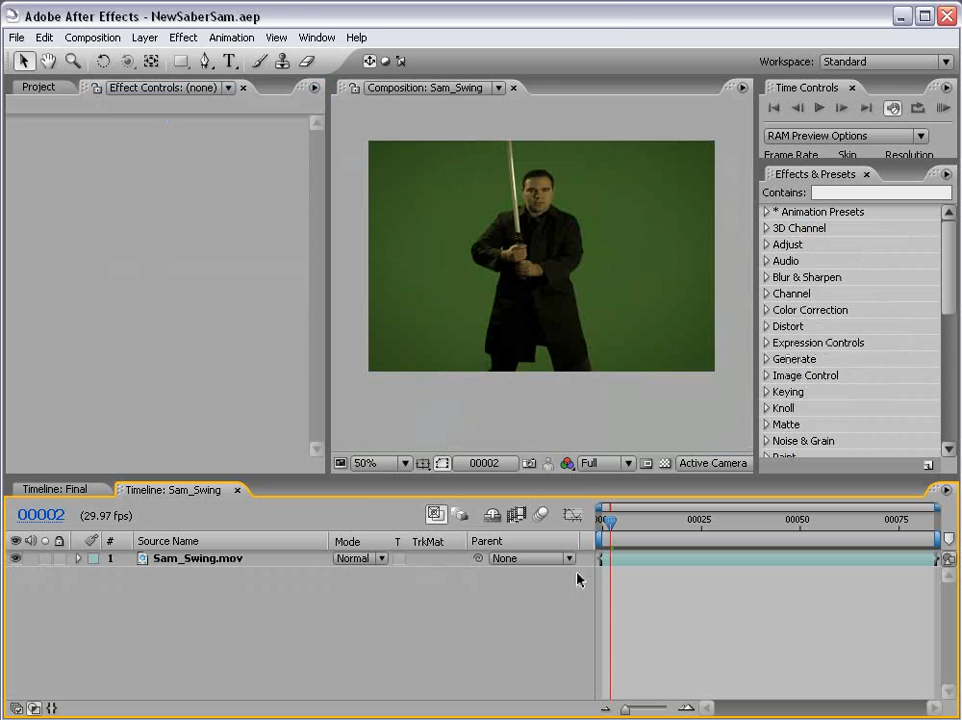 Adobe After Effects - NewSaberSam.aep
File Edit Composition Layer Effect Animation View Window Help
Workspace: Standard
Project
Effect Controls: (none)
Composition: Sam_Swing
Time Controls
RAM Preview Options
Frame Rate Skip Resolution
Effects & Presets
Contains:
* Animation Presets
3D Channel
Adjust
Audio
Blur & Sharpen
Channel
Color Correction
Distort
Expression Controls
Generate
Image Control
Keying
Knoll
Matte
Noise & Grain
Paint
50% 00002 Full Active Camera
Timeline: Final Timeline: Sam_Swing
00002 (29.97 fps)
00025 00050 00075
# Source Name Mode T TrkMat Parent
1 Sam_Swing.mov Normal None